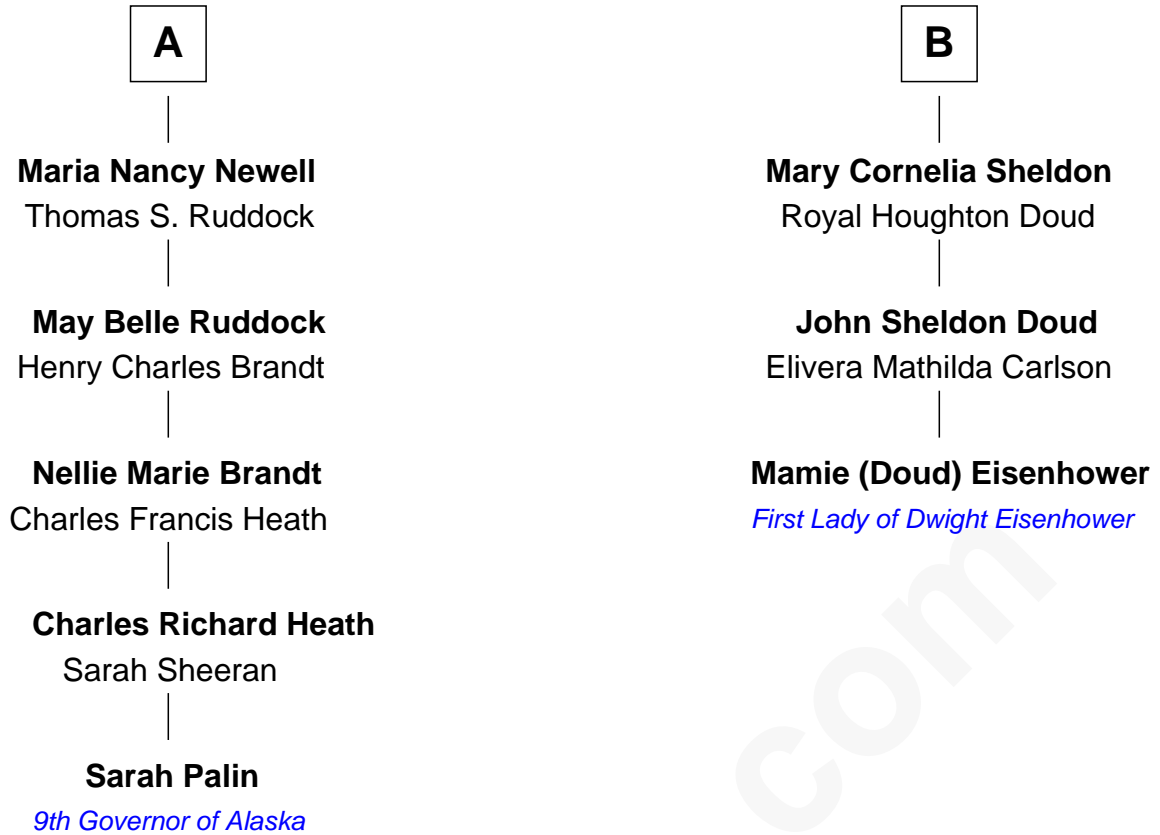 A
Maria Nancy Newell
Thomas S. Ruddock
May Belle Ruddock
Henry Charles Brandt
Nellie Marie Brandt
Charles Francis Heath
Charles Richard Heath
Sarah Sheeran
Sarah Palin
9th Governor of Alaska
B
Mary Cornelia Sheldon
Royal Houghton Doud
John Sheldon Doud
Elivera Mathilda Carlson
Mamie (Doud) Eisenhower
First Lady of Dwight Eisenhower
com